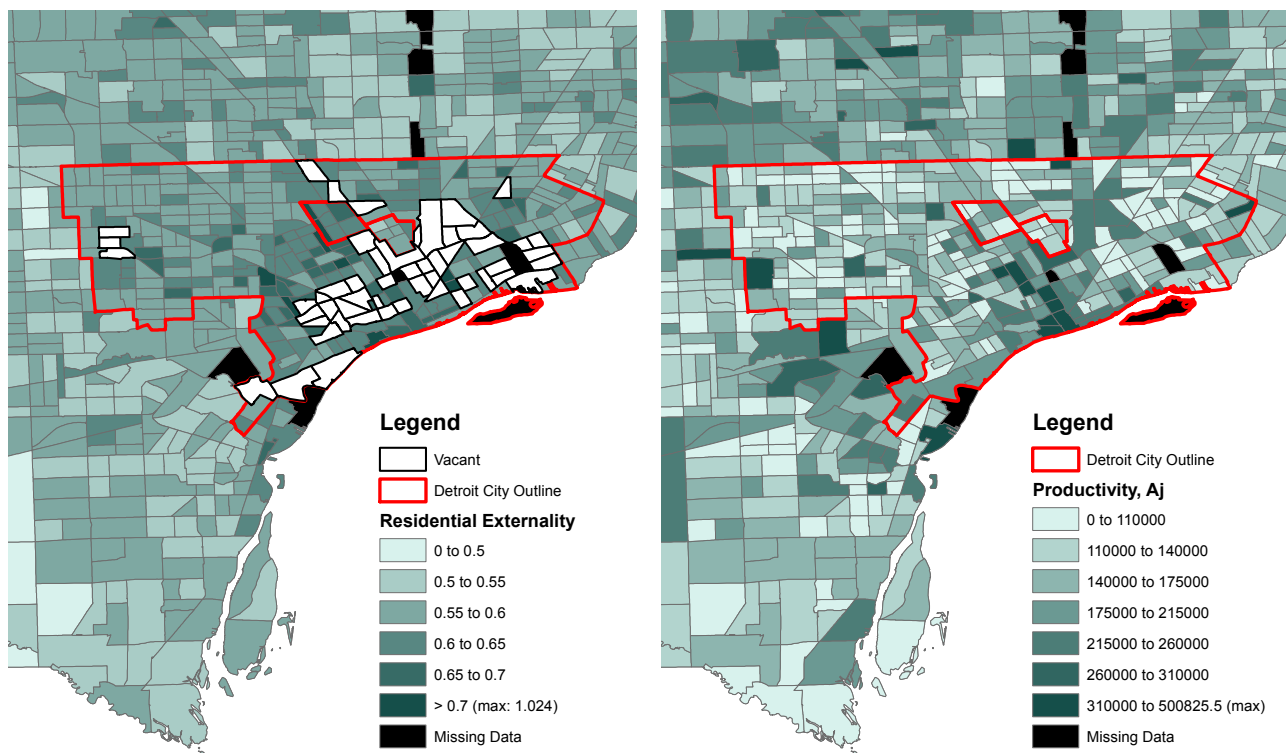 Legend
Vacant
Detroit City Outline
Residential Externality
0 to 0.5
0.5 to 0.55
0.55 to 0.6
0.6 to 0.65
0.65 to 0.7
> 0.7 (max: 1.024)
Missing Data
Legend
Detroit City Outline
Productivity, Aj
0 to 110000
110000 to 140000
140000 to 175000
175000 to 215000
215000 to 260000
260000 to 310000
310000 to 500825.5 (max)
Missing Data